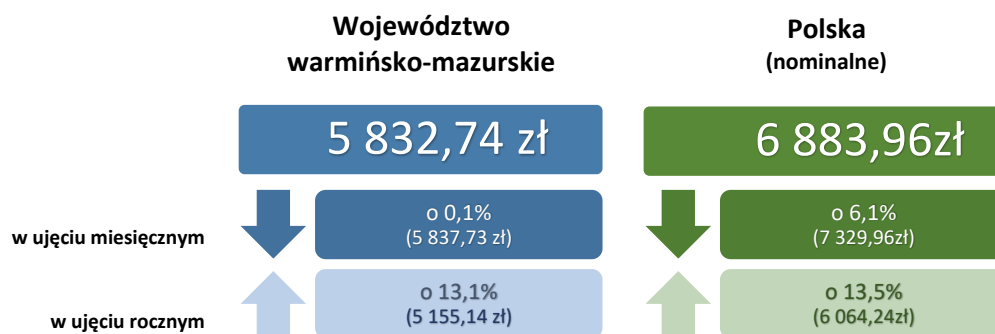 Województwo
warmińsko-mazurskie
Polska
(nominalne)
5 832,74 zł
6 883,96zł
w ujęciu miesięcznym
o 0,1%
(5 837,73 zł)
o 6,1%
(7 329,96zł)
w ujęciu rocznym
o 13,1%
(5 155,14 zł)
o 13,5%
(6 064,24zł)